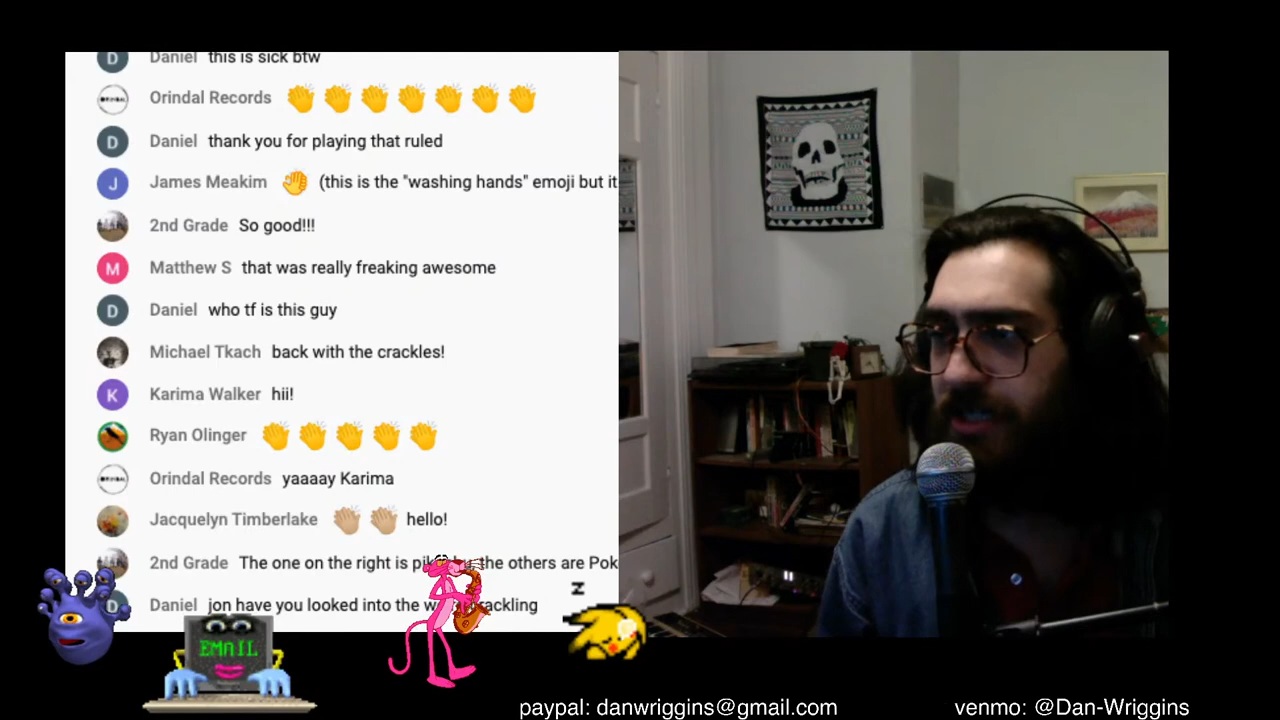 Daniel this is sick btw
Orindal Records 👏 👏 👏 👏 👏 👏 👏
Daniel thank you for playing that ruled
James Meakim 👋 (this is the "washing hands" emoji but it
2nd Grade So good!!!
Matthew S that was really freaking awesome
Daniel who tf is this guy
Michael Tkach back with the crackles!
Karima Walker hii!
Ryan Olinger 👏 👏 👏 👏 👏
Orindal Records yaaaay Karima
Jacquelyn Timberlake 👏🏼 👏🏼 hello!
2nd Grade The one on the right is the others are Pok
Daniel jon have you looked into the crackling
z
EMAIL
paypal: danwriggins@gmail.com venmo: @Dan-Wriggins